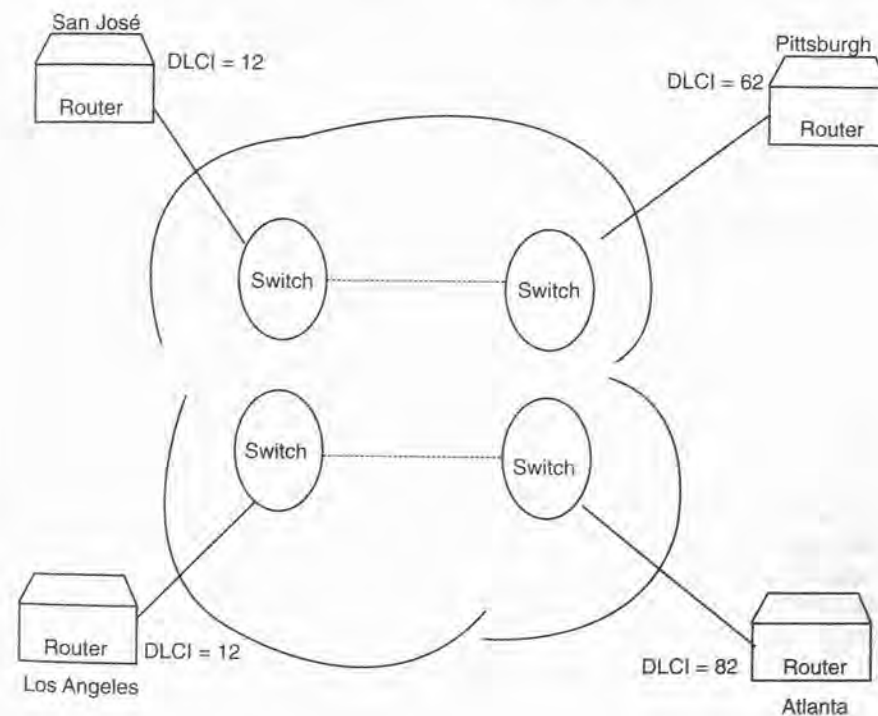 San José
DLCI = 12
Router
Pittsburgh
DLCI = 62
Router
Switch
Switch
Switch
Switch
Router
DLCI = 12
Los Angeles
DLCI = 82
Router
Atlanta